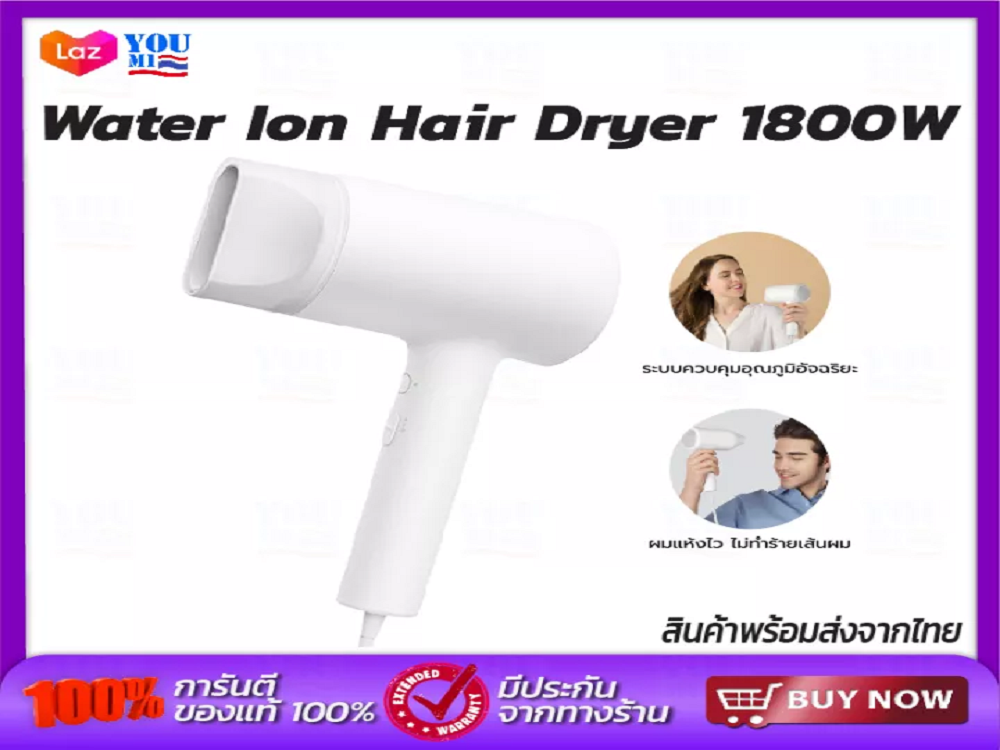 Laz
YOU
MI
Water Ion Hair Dryer 1800W
ระบบควบคุมอุณภูมิอัจฉริยะ
ผมแห้งไว ไม่ทำร้ายเส้นผม
สินค้าพร้อมส่งจากไทย
100%
การันตี
ของแท้ 100%
EXTENDED
WARRANTY
มีประกัน
จากทางร้าน
BUY NOW